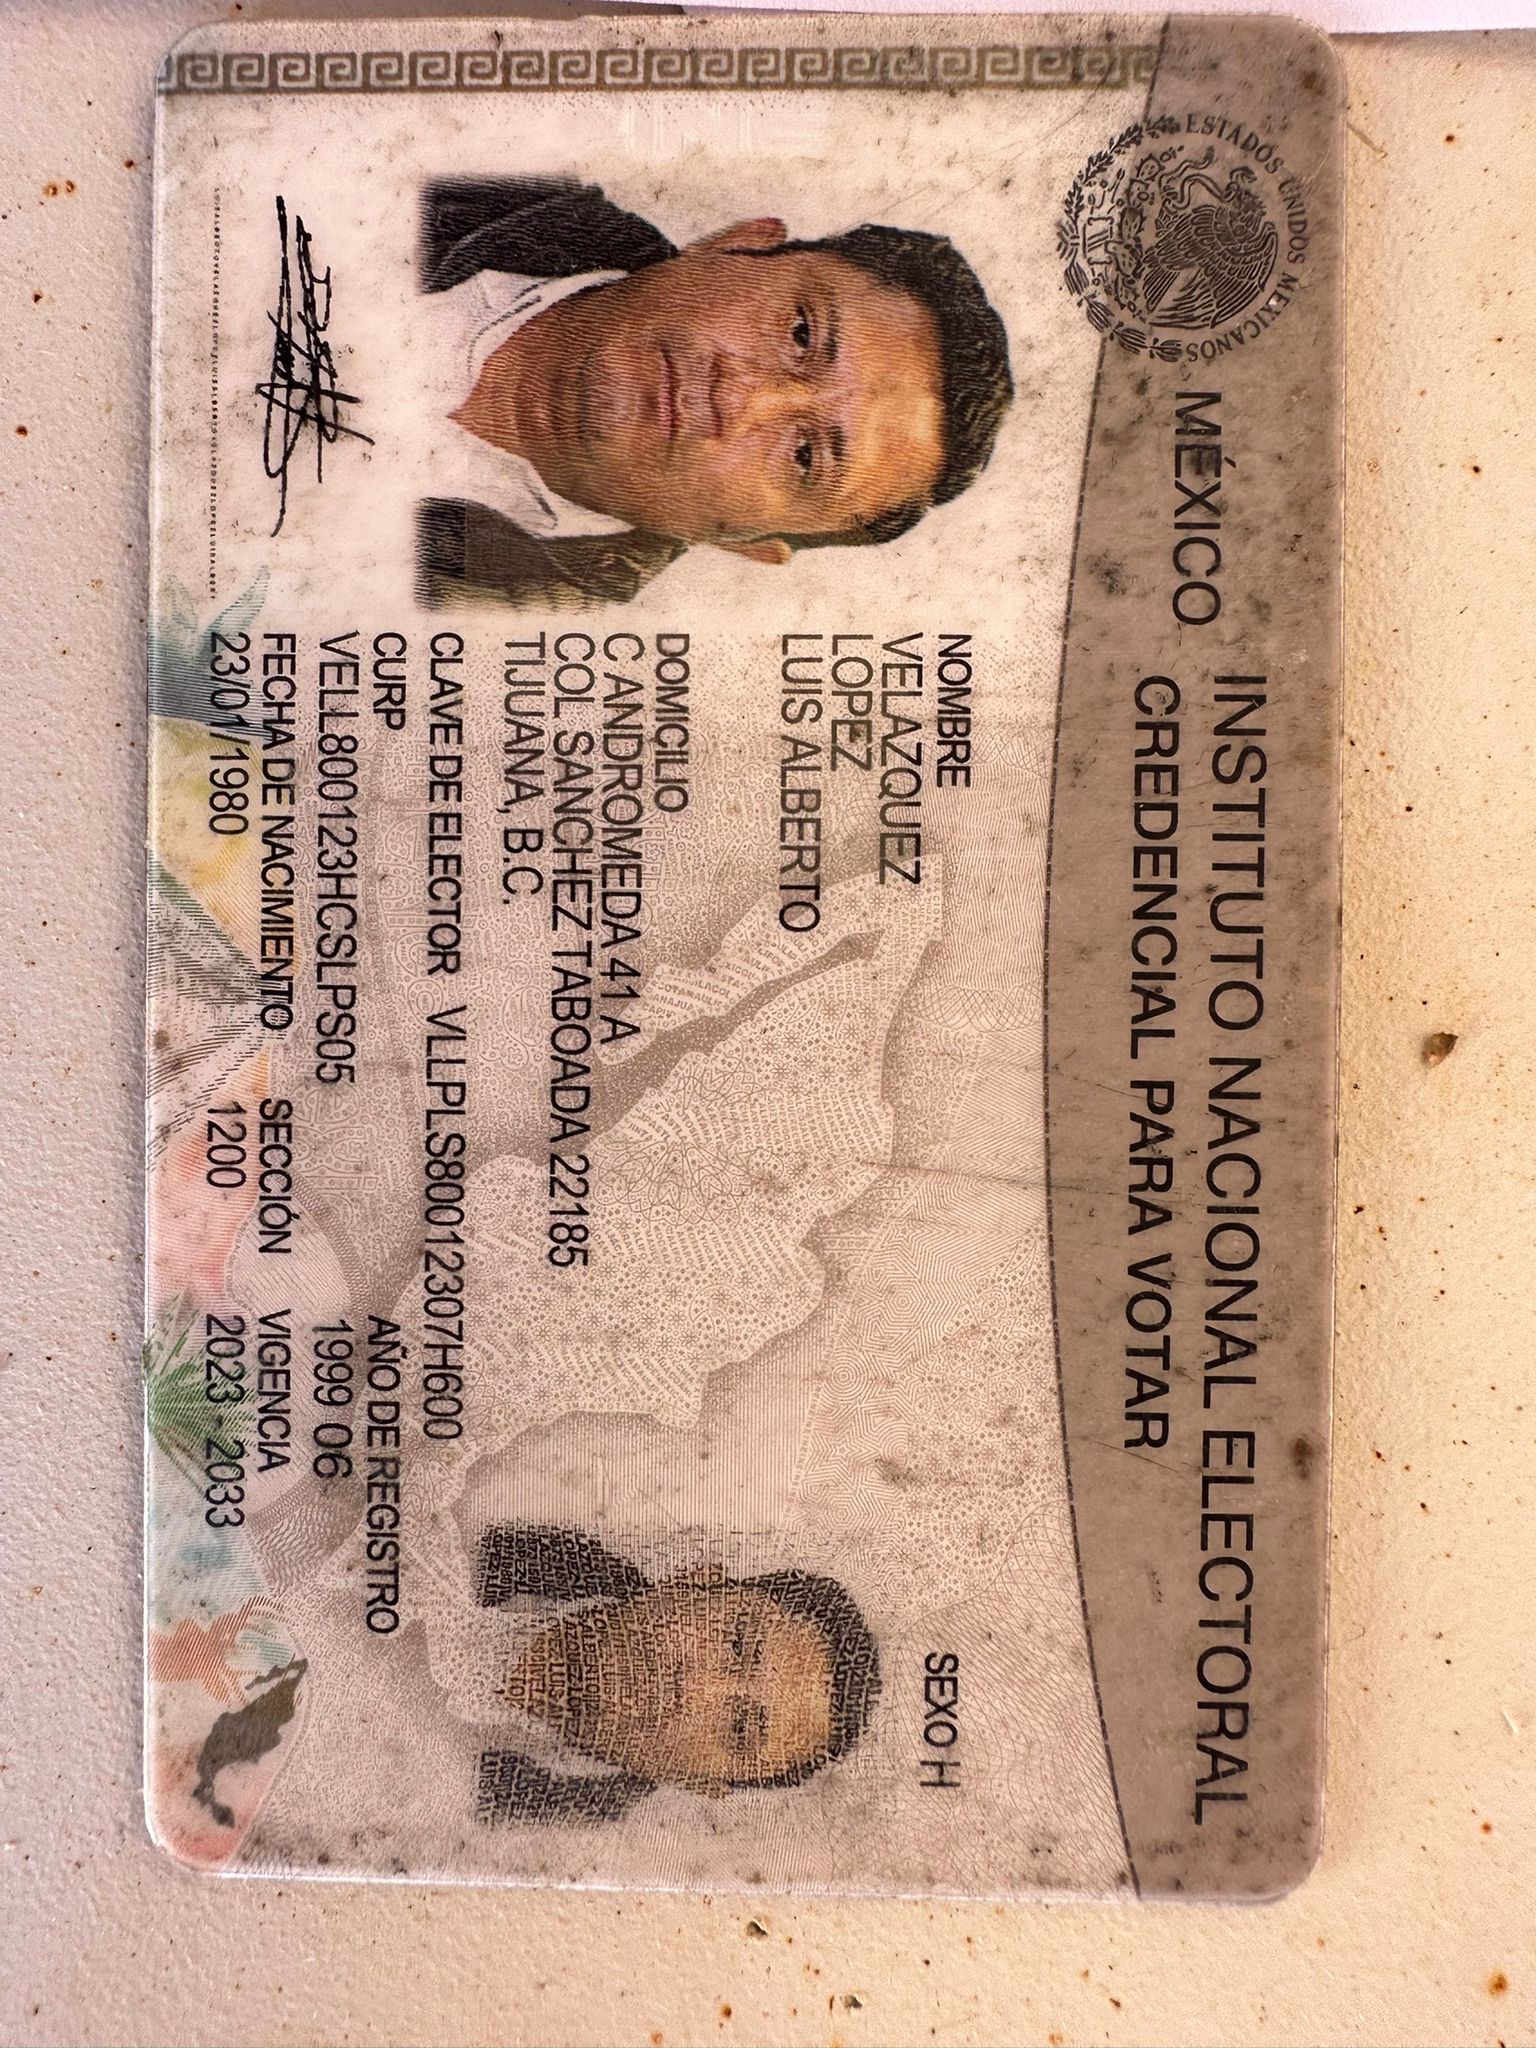 ESTADOS UNIDOS MEXICANOS
MÉXICO INSTITUTO NACIONAL ELECTORAL
CREDENCIAL PARA VOTAR
NOMBRE
VELAZQUEZ
LOPEZ
LUIS ALBERTO
SEXO H
DOMICILIO
C ANDROMEDA 41 A
COL SANCHEZ TABOADA 22185
TIJUANA, B.C.
CLAVE DE ELECTOR VLLPLS80012307H600
CURP
VELL800123HCSLPS05
AÑO DE REGISTRO
1999 06
FECHA DE NACIMIENTO
23/01/1980
SECCIÓN
1200
VIGENCIA
2023 - 2033